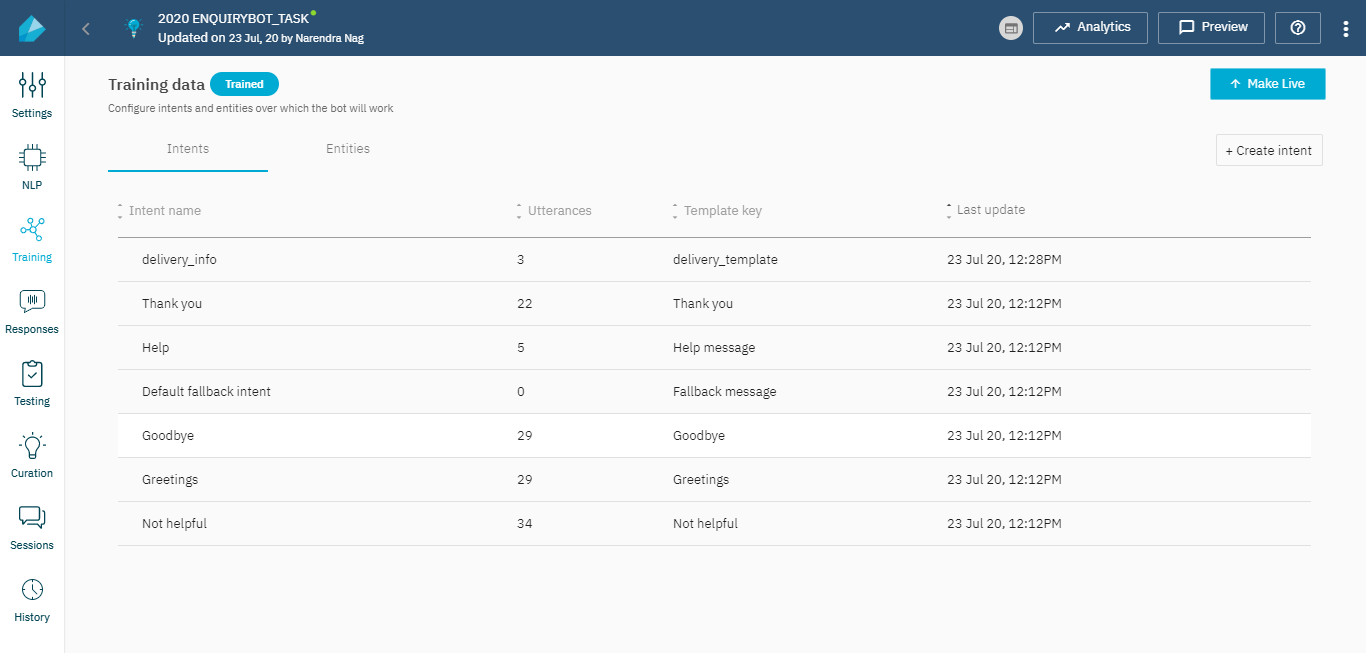 2020 ENQUIRYBOT_TASK
Updated on 23 Jul, 20 by Narendra Nag
Analytics
Preview
Settings
NLP
Training
Responses
Testing
Curation
Sessions
History
Training data Trained
Make Live
Configure intents and entities over which the bot will work
Intents Entities
+ Create intent
Intent name Utterances Template key Last update
delivery_info 3 delivery_template 23 Jul 20, 12:28PM
Thank you 22 Thank you 23 Jul 20, 12:12PM
Help 5 Help message 23 Jul 20, 12:12PM
Default fallback intent 0 Fallback message 23 Jul 20, 12:12PM
Goodbye 29 Goodbye 23 Jul 20, 12:12PM
Greetings 29 Greetings 23 Jul 20, 12:12PM
Not helpful 34 Not helpful 23 Jul 20, 12:12PM